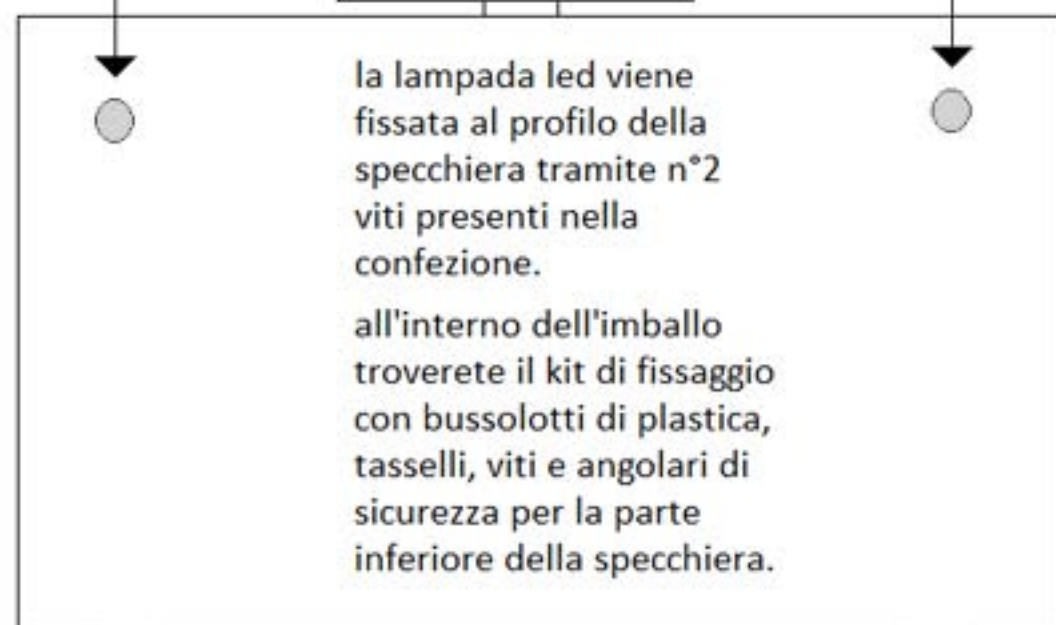 la lampada led viene
fissata al profilo della
specchiera tramite n°2
viti presenti nella
confezione.
all'interno dell'imballo
troverete il kit di fissaggio
con bussolotti di plastica,
tasselli, viti e angolari di
sicurezza per la parte
inferiore della specchiera.